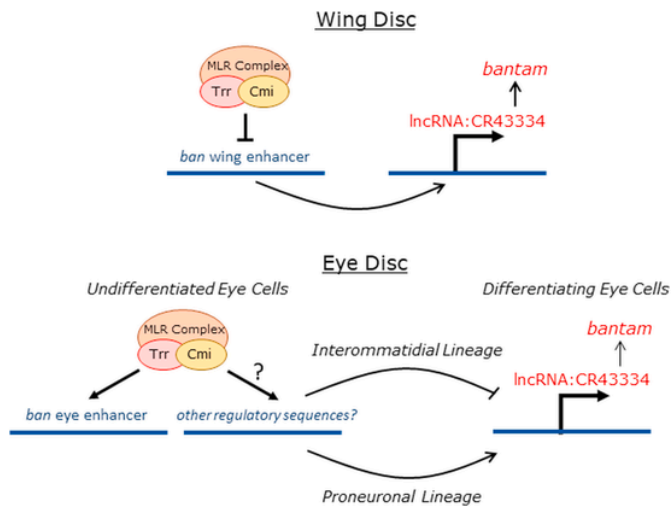 Wing Disc
MLR Complex
Trr Cmi
ban wing enhancer
bantam
lncRNA:CR43334
Eye Disc
Undifferentiated Eye Cells
Differentiating Eye Cells
MLR Complex
Trr Cmi
?
ban eye enhancer
other regulatory sequences?
Interommatidial Lineage
bantam
lncRNA:CR43334
Proneuronal Lineage